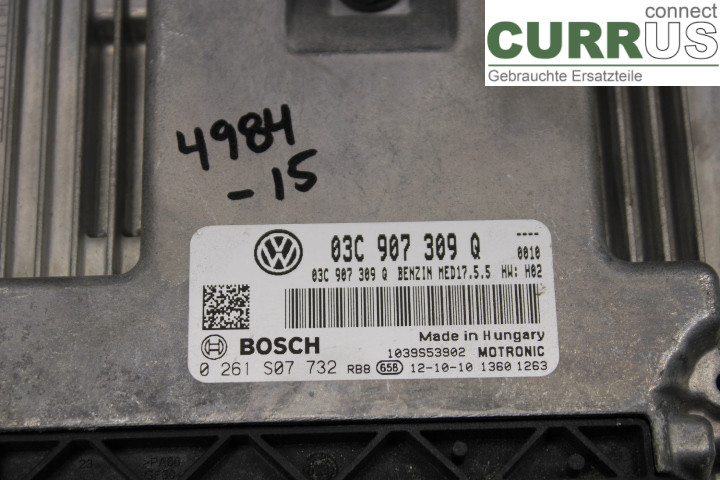 connect
CURRUS
Gebrauchte Ersatzteile
4984
-15
03C 907 309 Q
----
0010
03C 907 309 Q BENZIN MED17.5.5 HW: H02
Made in Hungary
BOSCH
1039S53902 MOTRONIC
0 261 S07 732 RB8 658 12-10-10 1360 1263